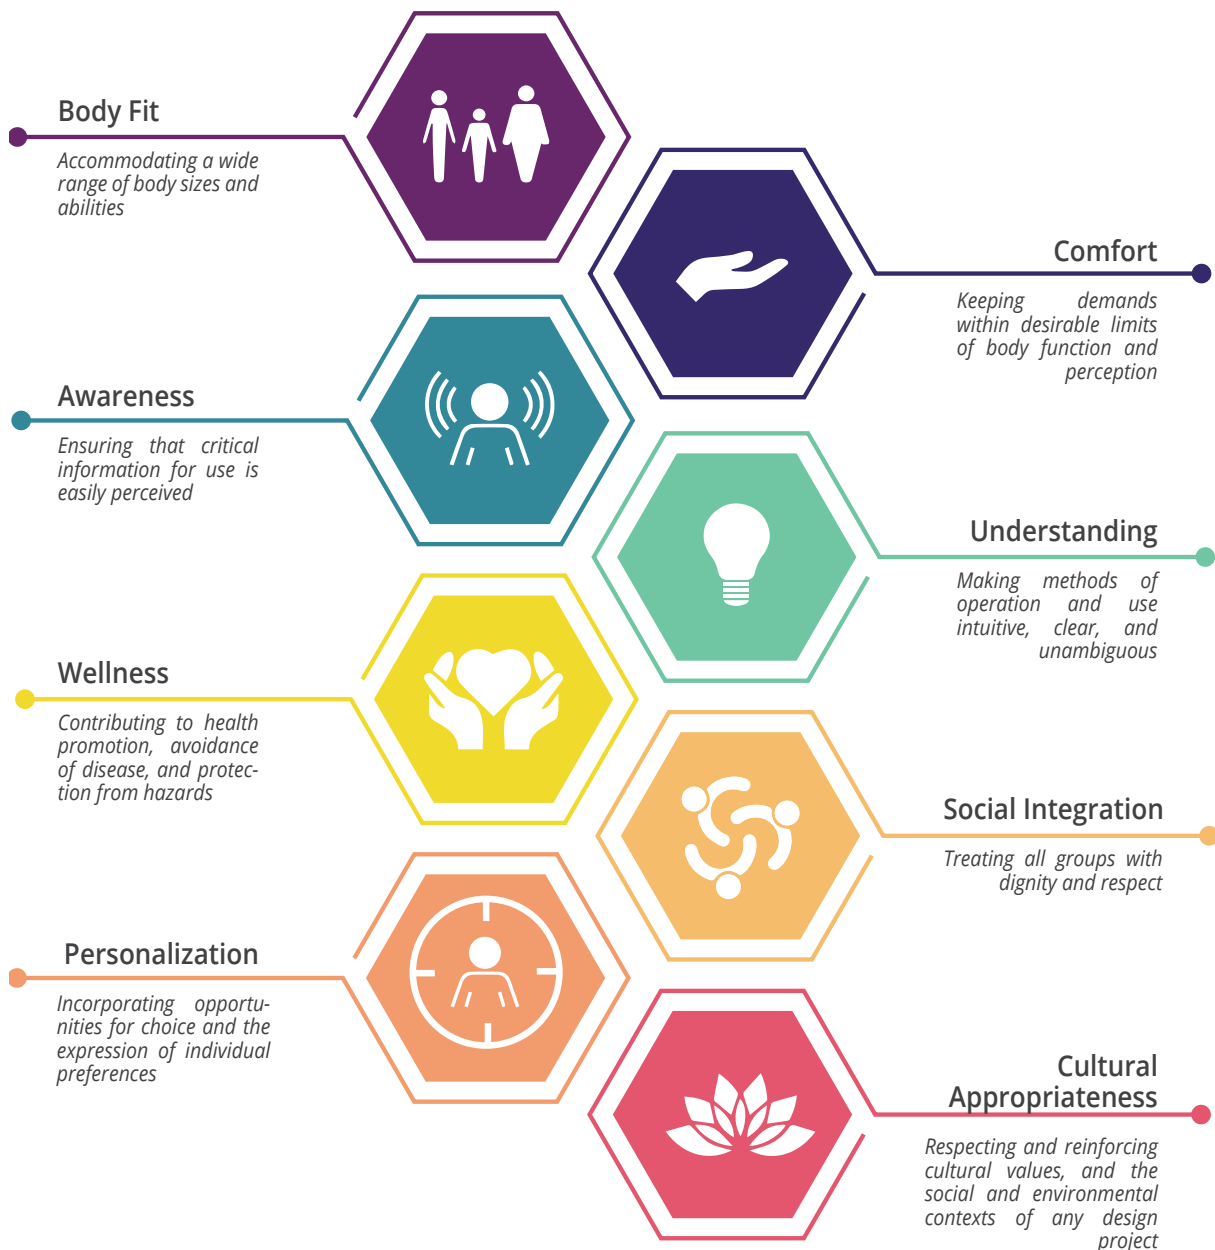 Body Fit
Accommodating a wide
range of body sizes and
abilities
Comfort
Keeping demands
within desirable limits
of body function and
perception
Awareness
Ensuring that critical
information for use is
easily perceived
Understanding
Making methods of
operation and use
intuitive, clear, and
unambiguous
Wellness
Contributing to health
promotion, avoidance
of disease, and protec-
tion from hazards
Social Integration
Treating all groups with
dignity and respect
Personalization
Incorporating opportu-
nities for choice and the
expression of individual
preferences
Cultural
Appropriateness
Respecting and reinforcing
cultural values, and the
social and environmental
contexts of any design
project